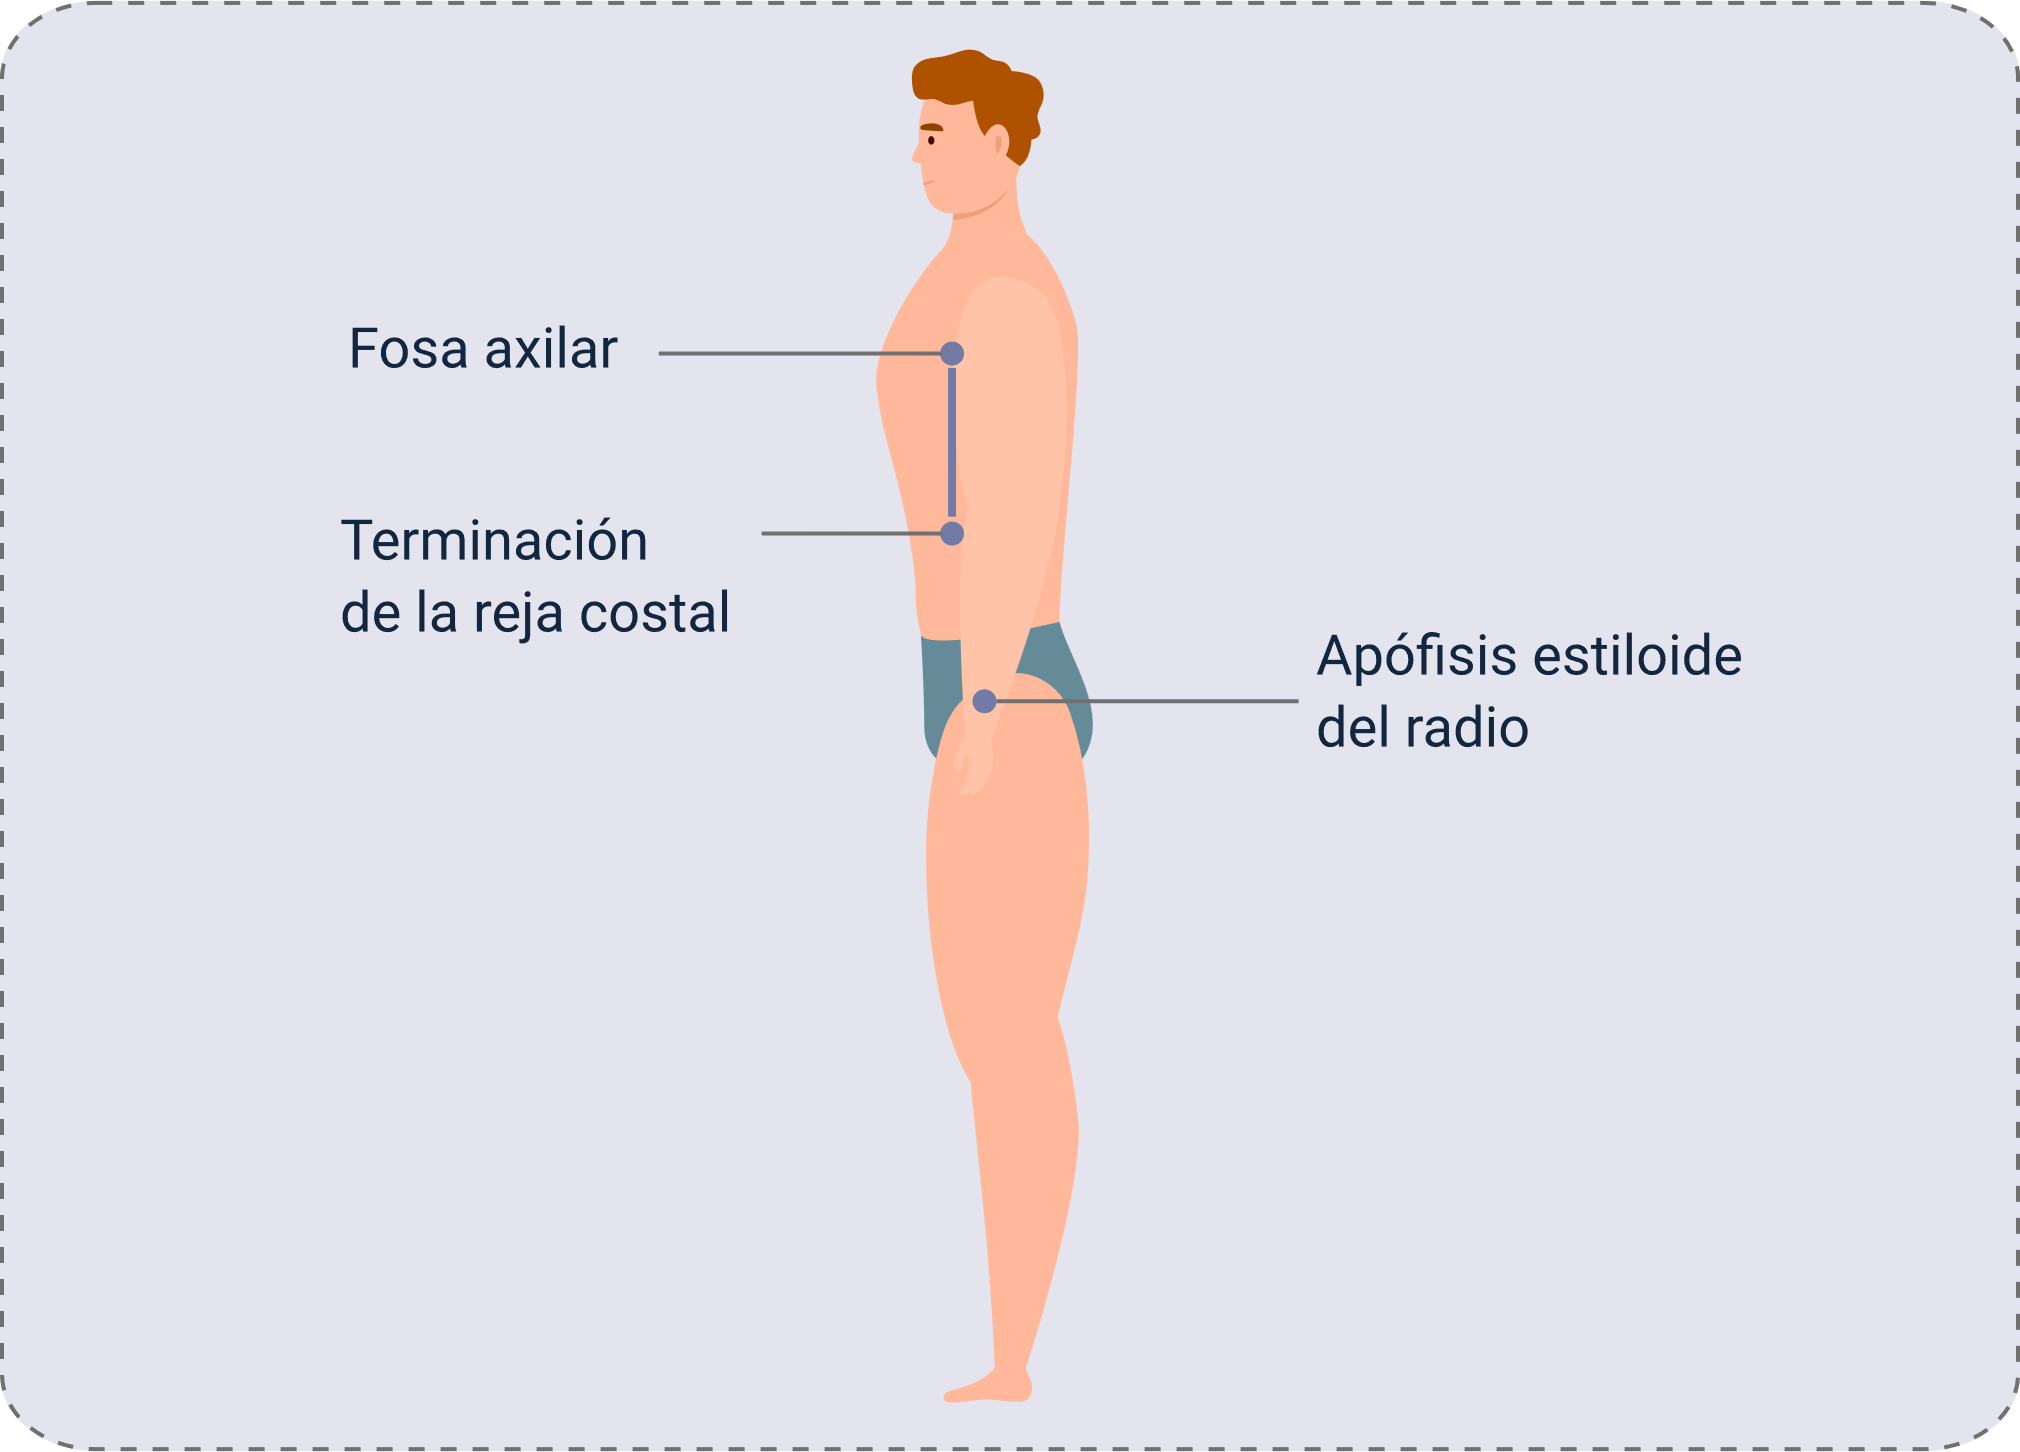 Fosa axilar
Terminación
de la reja costal
Apófisis estiloide
del radio